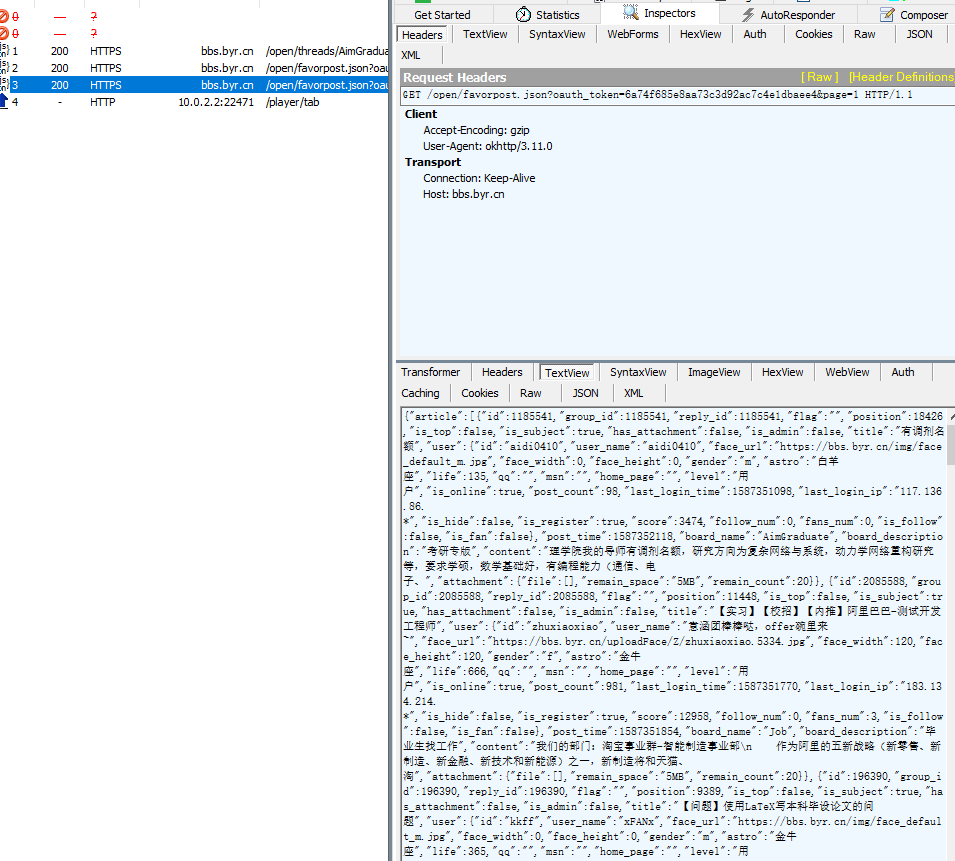 Get Started
Statistics
Inspectors
AutoResponder
Composer
0 — ?
0 — ?
1 200 HTTPS bbs.byr.cn /open/threads/AimGradua
2 200 HTTPS bbs.byr.cn /open/favorpost.json?oau
3 200 HTTPS bbs.byr.cn /open/favorpost.json?oau
4 - HTTP 10.0.2.2:22471 /player/tab
Headers TextView SyntaxView WebForms HexView Auth Cookies Raw JSON
XML
Request Headers [ Raw ] [Header Definitions
GET /open/favorpost.json?oauth_token=6a74f685e8aa73c3d92ac7c4e1dbaee4&page=1 HTTP/1.1
Client
Accept-Encoding: gzip
User-Agent: okhttp/3.11.0
Transport
Connection: Keep-Alive
Host: bbs.byr.cn
Transformer Headers TextView SyntaxView ImageView HexView WebView Auth
Caching Cookies Raw JSON XML
{"article":[{"id":1185541,"group_id":1185541,"reply_id":1185541,"flag":"","position":18426
,"is_top":false,"is_subject":true,"has_attachment":false,"is_admin":false,"title":"有调剂名
额","user":{"id":"aidi0410","user_name":"aidi0410","face_url":"https://bbs.byr.cn/img/face
_default_m.jpg","face_width":0,"face_height":0,"gender":"m","astro":"白羊
座","life":135,"qq":"","msn":"","home_page":"","level":"用
户","is_online":true,"post_count":98,"last_login_time":1587351098,"last_login_ip":"117.136
.86.
*","is_hide":false,"is_register":true,"score":3474,"follow_num":0,"fans_num":0,"is_follow"
:false,"is_fan":false},"post_time":1587352118,"board_name":"AimGraduate","board_descriptio
n":"考研专版","content":"理学院我的导师有调剂名额，研究方向为复杂网络与系统，动力学网络重构研究
等，要求学硕，数学基础好，有编程能力（通信、电
子、","attachment":{"file":[],"remain_space":"5MB","remain_count":20}},{"id":2085588,"grou
p_id":2085588,"reply_id":2085588,"flag":"","position":11448,"is_top":false,"is_subject":tr
ue,"has_attachment":false,"is_admin":false,"title":"【实习】【校招】【内推】阿里巴巴-测试开发
工程师","user":{"id":"zhuxiaoxiao","user_name":"意涵团棒棒哒，offer碗里来
~","face_url":"https://bbs.byr.cn/uploadFace/Z/zhuxiaoxiao.5334.jpg","face_width":120,"fac
e_height":120,"gender":"f","astro":"金牛
座","life":666,"qq":"","msn":"","home_page":"","level":"用
户","is_online":true,"post_count":981,"last_login_time":1587351770,"last_login_ip":"183.13
4.214.
*","is_hide":false,"is_register":true,"score":12958,"follow_num":0,"fans_num":3,"is_follow
":false,"is_fan":false},"post_time":1587351854,"board_name":"Job","board_description":"毕
业生找工作","content":"我们的部门：淘宝事业群-智能制造事业部\n 作为阿里的五新战略（新零售、新
制造、新金融、新技术和新能源）之一，新制造将和天猫、
淘","attachment":{"file":[],"remain_space":"5MB","remain_count":20}},{"id":196390,"group_i
d":196390,"reply_id":196390,"flag":"","position":9389,"is_top":false,"is_subject":true,"ha
s_attachment":false,"is_admin":false,"title":"【问题】使用LaTeX写本科毕设论文的问
题","user":{"id":"kkff","user_name":"xFANx","face_url":"https://bbs.byr.cn/img/face_defaul
t_m.jpg","face_width":0,"face_height":0,"gender":"m","astro":"金牛
座","life":365,"qq":"","msn":"","home_page":"","level":"用